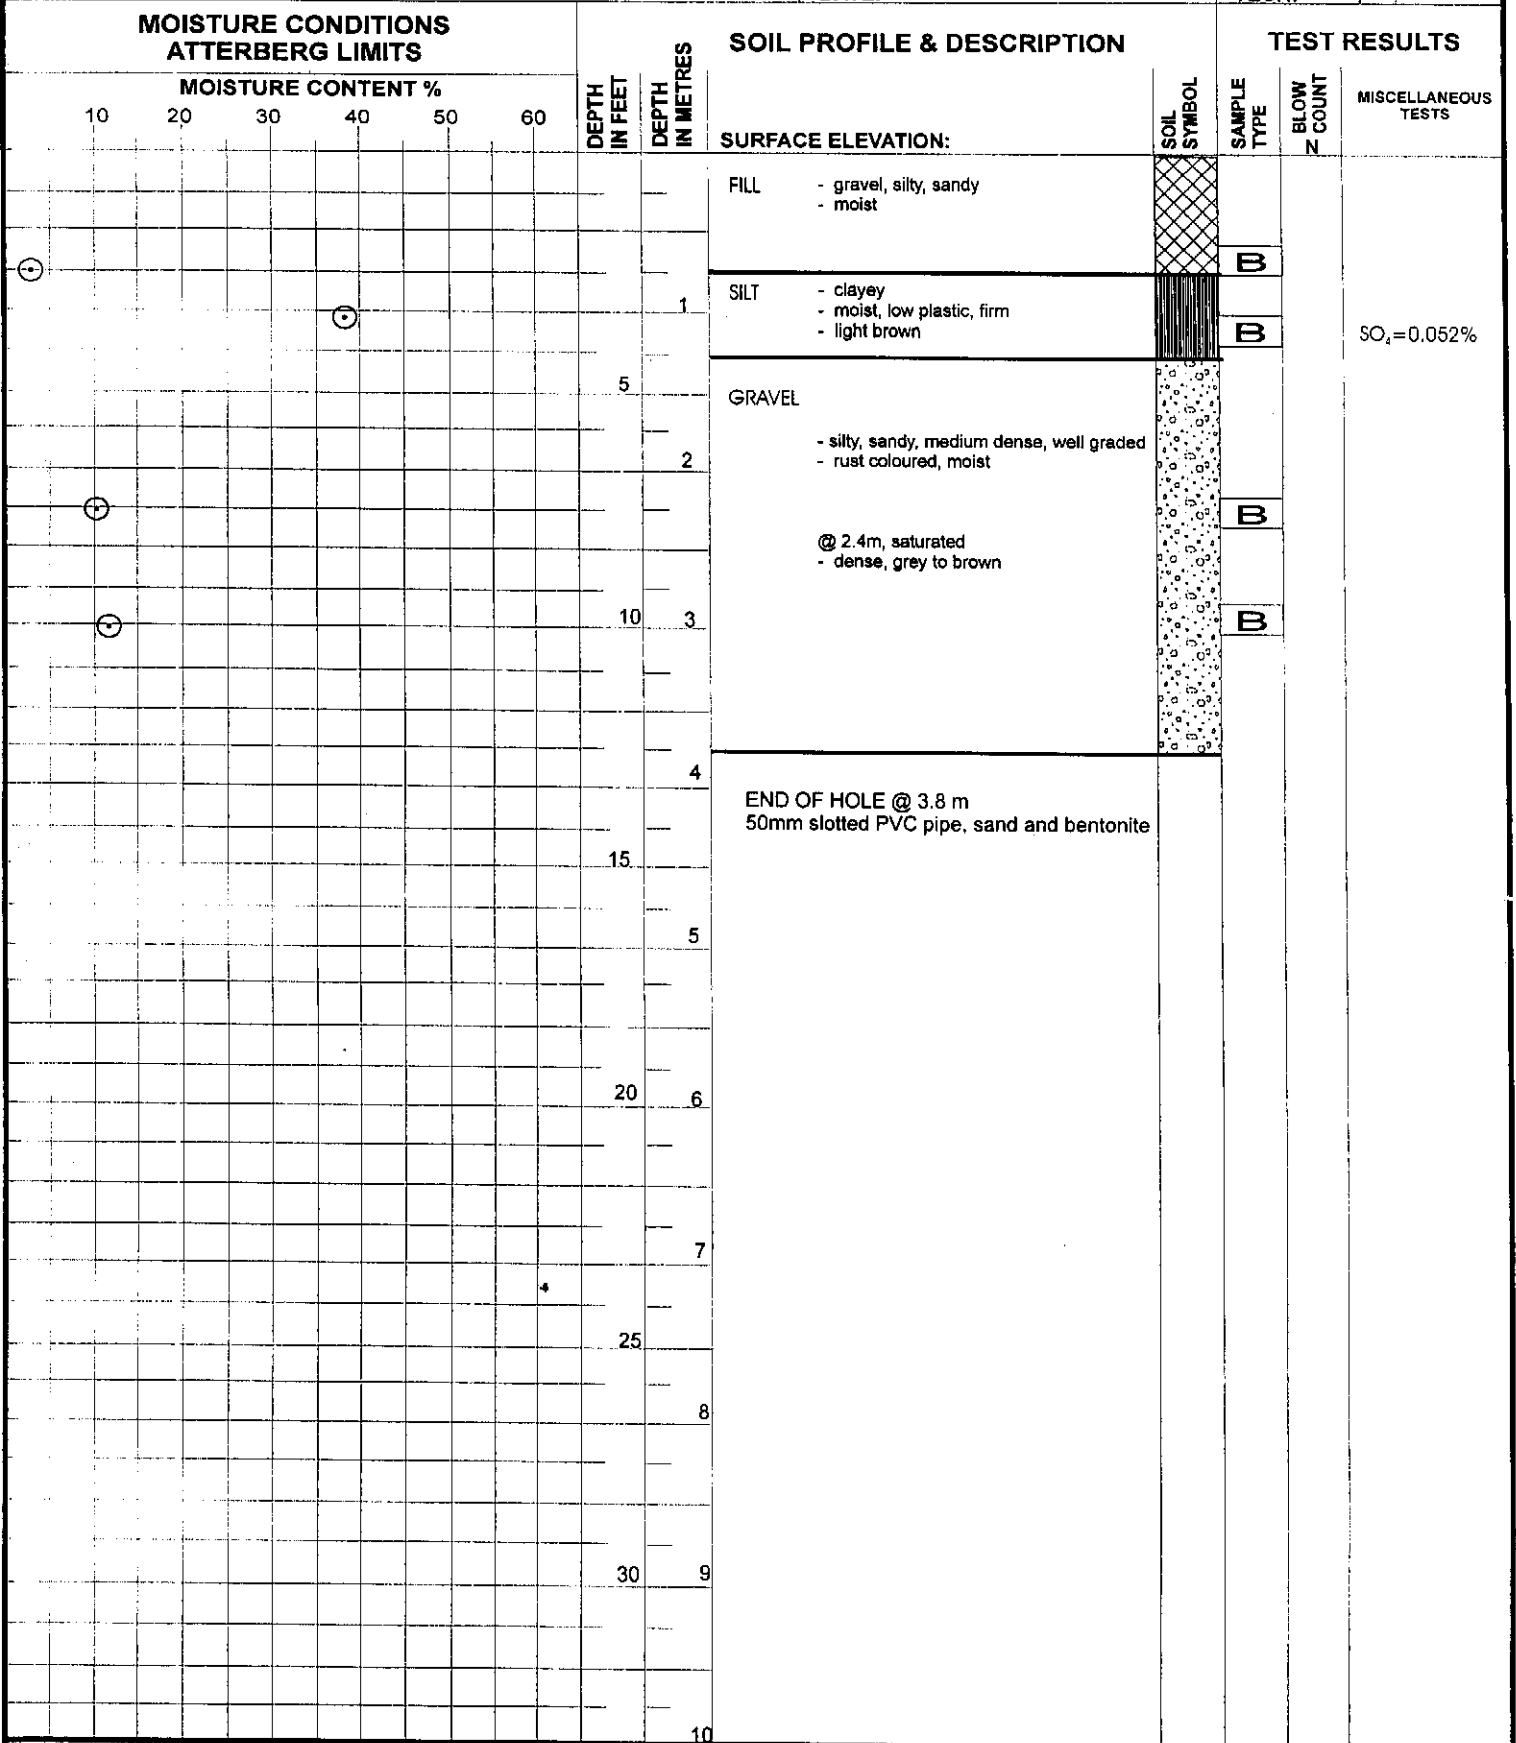 MOISTURE CONDITIONS
ATTERBERG LIMITS
MOISTURE CONTENT %
10 20 30 40 50 60
DEPTH
IN FEET
DEPTH
IN METRES
SOIL PROFILE & DESCRIPTION
SURFACE ELEVATION:
SOIL
SYMBOL
TEST RESULTS
SAMPLE
TYPE
BLOW
COUNT
N
MISCELLANEOUS
TESTS
FILL - gravel, silty, sandy
- moist
B
1
SILT - clayey
- moist, low plastic, firm
- light brown
B
SO₄=0.052%
5
GRAVEL
- silty, sandy, medium dense, well graded
2
- rust coloured, moist
B
@ 2.4m, saturated
- dense, grey to brown
10 3
B
4
END OF HOLE @ 3.8 m
50mm slotted PVC pipe, sand and bentonite
15
5
20 6
7
25
8
30 9
10